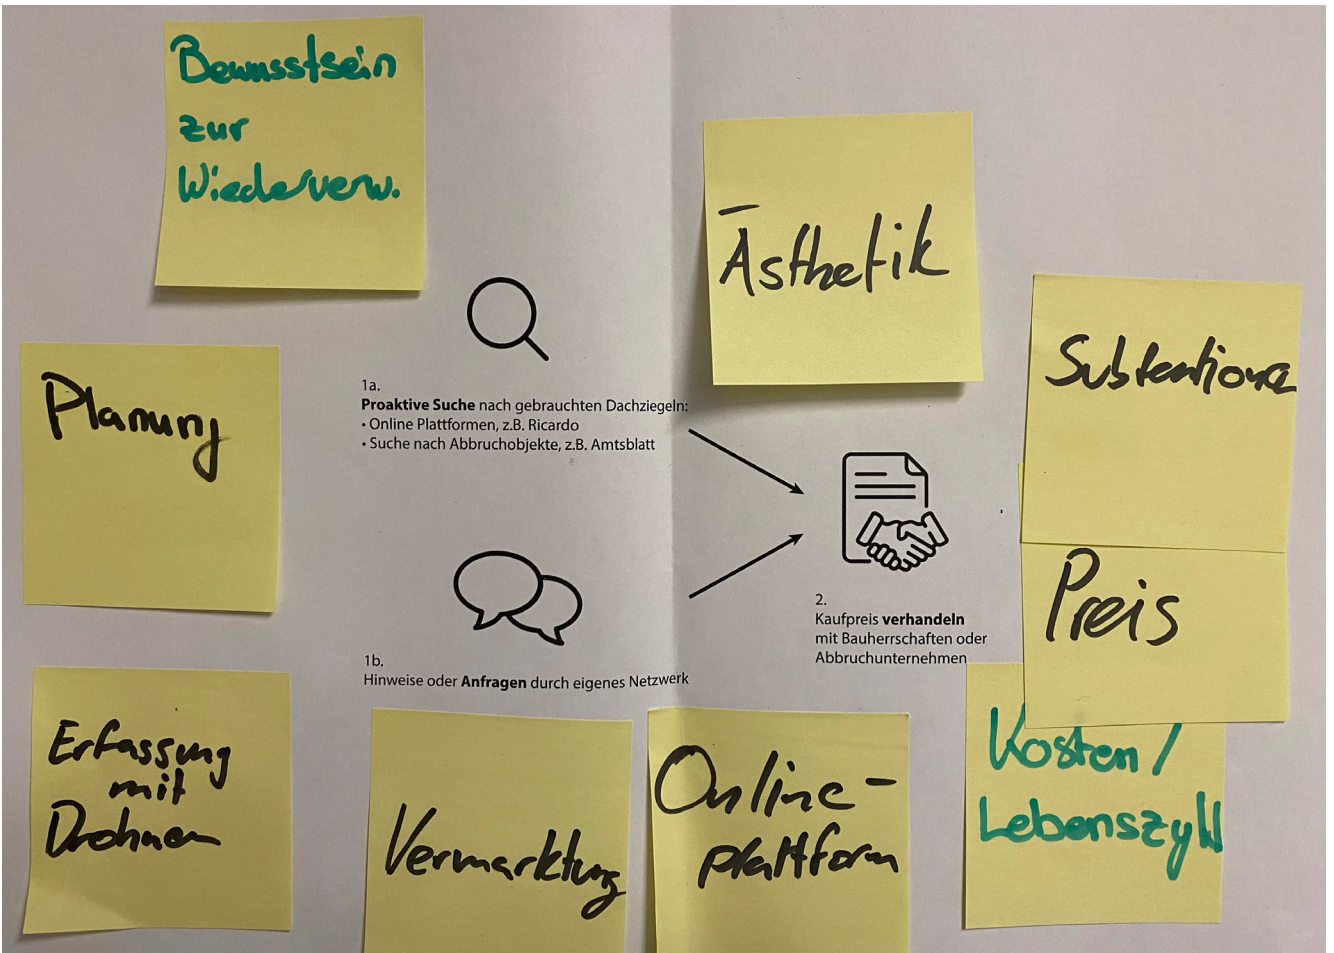 Bewusstsein
zur
Wiederverw.
Ästhetik
Planung
1a.
Proaktive Suche nach gebrauchten Dachziegeln:
• Online Plattformen, z.B. Ricardo
• Suche nach Abbruchobjekte, z.B. Amtsblatt
1b.
Hinweise oder Anfragen durch eigenes Netzwerk
2.
Kaufpreis verhandeln
mit Bauherrschaften oder
Abbruchunternehmen
Preis
Kosten /
Lebenszykl
Erfassung
mit
Drohnen
Vermarktung
Online-
plattform